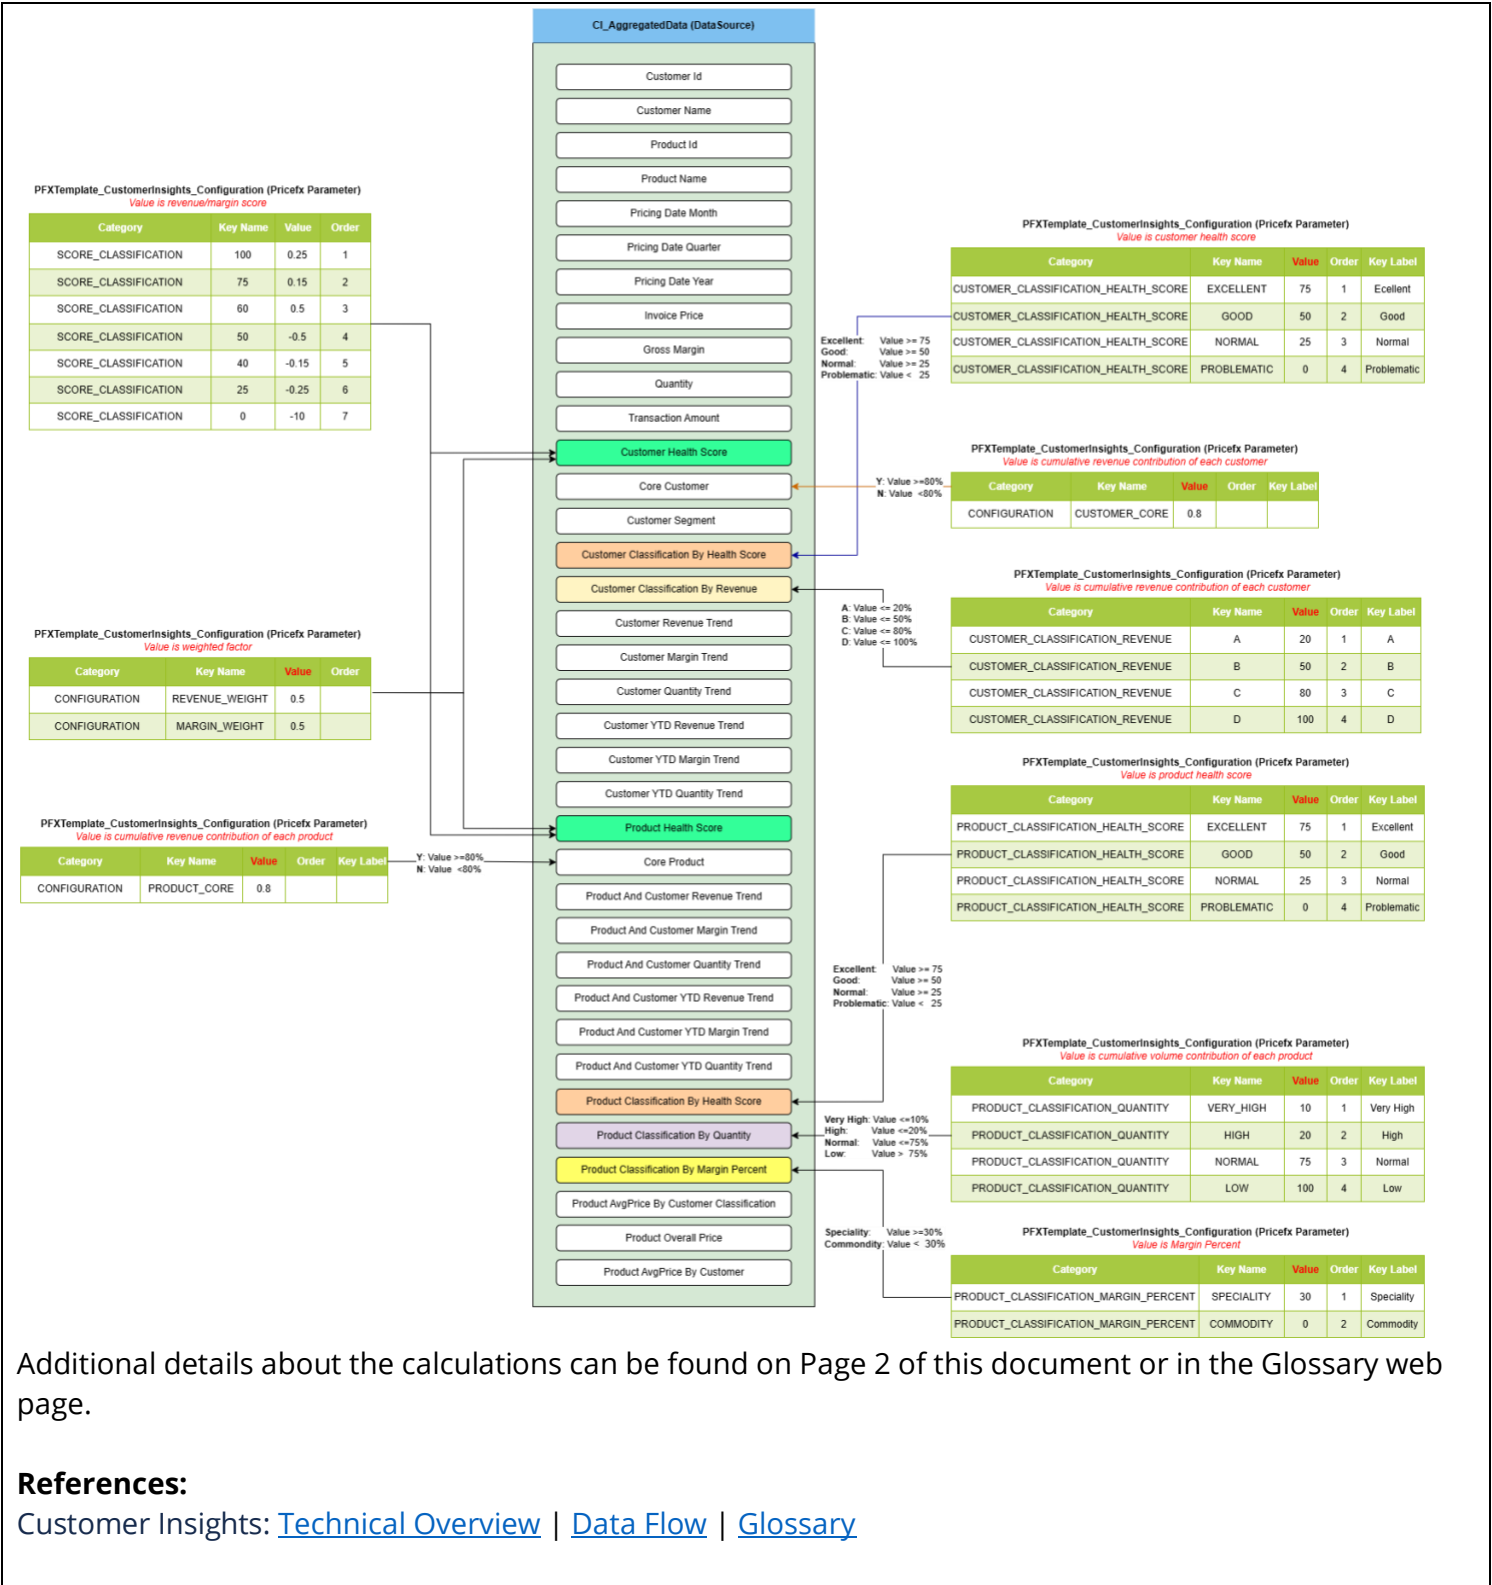 CI_AggregatedData (DataSource)
Customer Id
Customer Name
Product Id
Product Name
Pricing Date Month
Pricing Date Quarter
Pricing Date Year
Invoice Price
Gross Margin
Quantity
Transaction Amount
Customer Health Score
Core Customer
Customer Segment
Customer Classification By Health Score
Customer Classification By Revenue
Customer Revenue Trend
Customer Margin Trend
Customer Quantity Trend
Customer YTD Revenue Trend
Customer YTD Margin Trend
Customer YTD Quantity Trend
Product Health Score
Core Product
Product And Customer Revenue Trend
Product And Customer Margin Trend
Product And Customer Quantity Trend
Product And Customer YTD Revenue Trend
Product And Customer YTD Margin Trend
Product And Customer YTD Quantity Trend
Product Classification By Health Score
Product Classification By Quantity
Product Classification By Margin Percent
Product AvgPrice By Customer Classification
Product Overall Price
Product AvgPrice By Customer
PFXTemplate_CustomerInsights_Configuration (Pricefx Parameter)
Value is revenue/margin score
Category Key Name Value Order
SCORE_CLASSIFICATION 100 0.25 1
SCORE_CLASSIFICATION 75 0.15 2
SCORE_CLASSIFICATION 60 0.5 3
SCORE_CLASSIFICATION 50 -0.5 4
SCORE_CLASSIFICATION 40 -0.15 5
SCORE_CLASSIFICATION 25 -0.25 6
SCORE_CLASSIFICATION 0 -10 7
PFXTemplate_CustomerInsights_Configuration (Pricefx Parameter)
Value is weighted factor
Category Key Name Value Order
CONFIGURATION REVENUE_WEIGHT 0.5
CONFIGURATION MARGIN_WEIGHT 0.5
PFXTemplate_CustomerInsights_Configuration (Pricefx Parameter)
Value is cumulative revenue contribution of each product
Category Key Name Value Order Key Label
CONFIGURATION PRODUCT_CORE 0.8
Y: Value >=80%
N: Value <80%
PFXTemplate_CustomerInsights_Configuration (Pricefx Parameter)
Value is customer health score
Category Key Name Value Order Key Label
CUSTOMER_CLASSIFICATION_HEALTH_SCORE EXCELLENT 75 1 Ecellent
CUSTOMER_CLASSIFICATION_HEALTH_SCORE GOOD 50 2 Good
CUSTOMER_CLASSIFICATION_HEALTH_SCORE NORMAL 25 3 Normal
CUSTOMER_CLASSIFICATION_HEALTH_SCORE PROBLEMATIC 0 4 Problematic
Excellent: Value >= 75
Good: Value >= 50
Normal: Value >= 25
Problematic: Value < 25
PFXTemplate_CustomerInsights_Configuration (Pricefx Parameter)
Value is cumulative revenue contribution of each customer
Category Key Name Value Order Key Label
CONFIGURATION CUSTOMER_CORE 0.8
Y: Value >=80%
N: Value <80%
PFXTemplate_CustomerInsights_Configuration (Pricefx Parameter)
Value is cumulative revenue contribution of each customer
Category Key Name Value Order Key Label
CUSTOMER_CLASSIFICATION_REVENUE A 20 1 A
CUSTOMER_CLASSIFICATION_REVENUE B 50 2 B
CUSTOMER_CLASSIFICATION_REVENUE C 80 3 C
CUSTOMER_CLASSIFICATION_REVENUE D 100 4 D
A: Value <= 20%
B: Value <= 50%
C: Value <= 80%
D: Value <= 100%
PFXTemplate_CustomerInsights_Configuration (Pricefx Parameter)
Value is product health score
Category Key Name Value Order Key Label
PRODUCT_CLASSIFICATION_HEALTH_SCORE EXCELLENT 75 1 Excellent
PRODUCT_CLASSIFICATION_HEALTH_SCORE GOOD 50 2 Good
PRODUCT_CLASSIFICATION_HEALTH_SCORE NORMAL 25 3 Normal
PRODUCT_CLASSIFICATION_HEALTH_SCORE PROBLEMATIC 0 4 Problematic
Excellent: Value >= 75
Good: Value >= 50
Normal: Value >= 25
Problematic: Value < 25
PFXTemplate_CustomerInsights_Configuration (Pricefx Parameter)
Value is cumulative volume contribution of each product
Category Key Name Value Order Key Label
PRODUCT_CLASSIFICATION_QUANTITY VERY_HIGH 10 1 Very High
PRODUCT_CLASSIFICATION_QUANTITY HIGH 20 2 High
PRODUCT_CLASSIFICATION_QUANTITY NORMAL 75 3 Normal
PRODUCT_CLASSIFICATION_QUANTITY LOW 100 4 Low
Very High: Value <=10%
High: Value <=20%
Normal: Value <=75%
Low: Value > 75%
PFXTemplate_CustomerInsights_Configuration (Pricefx Parameter)
Value is Margin Percent
Category Key Name Value Order Key Label
PRODUCT_CLASSIFICATION_MARGIN_PERCENT SPECIALITY 30 1 Speciality
PRODUCT_CLASSIFICATION_MARGIN_PERCENT COMMODITY 0 2 Commodity
Speciality: Value >=30%
Commondity: Value < 30%
Additional details about the calculations can be found on Page 2 of this document or in the Glossary web
page.
References:
Customer Insights: Technical Overview | Data Flow | Glossary